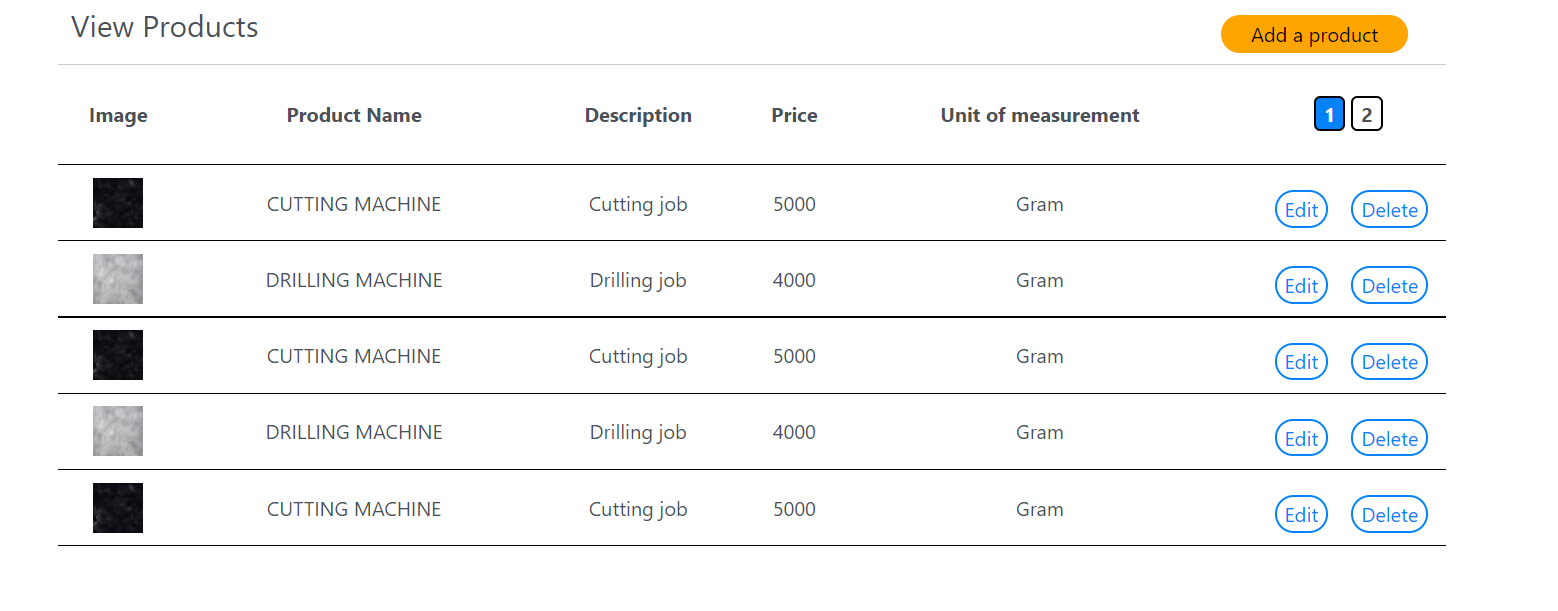 View Products
Add a product
Image Product Name Description Price Unit of measurement 1 2
CUTTING MACHINE Cutting job 5000 Gram Edit Delete
DRILLING MACHINE Drilling job 4000 Gram Edit Delete
CUTTING MACHINE Cutting job 5000 Gram Edit Delete
DRILLING MACHINE Drilling job 4000 Gram Edit Delete
CUTTING MACHINE Cutting job 5000 Gram Edit Delete